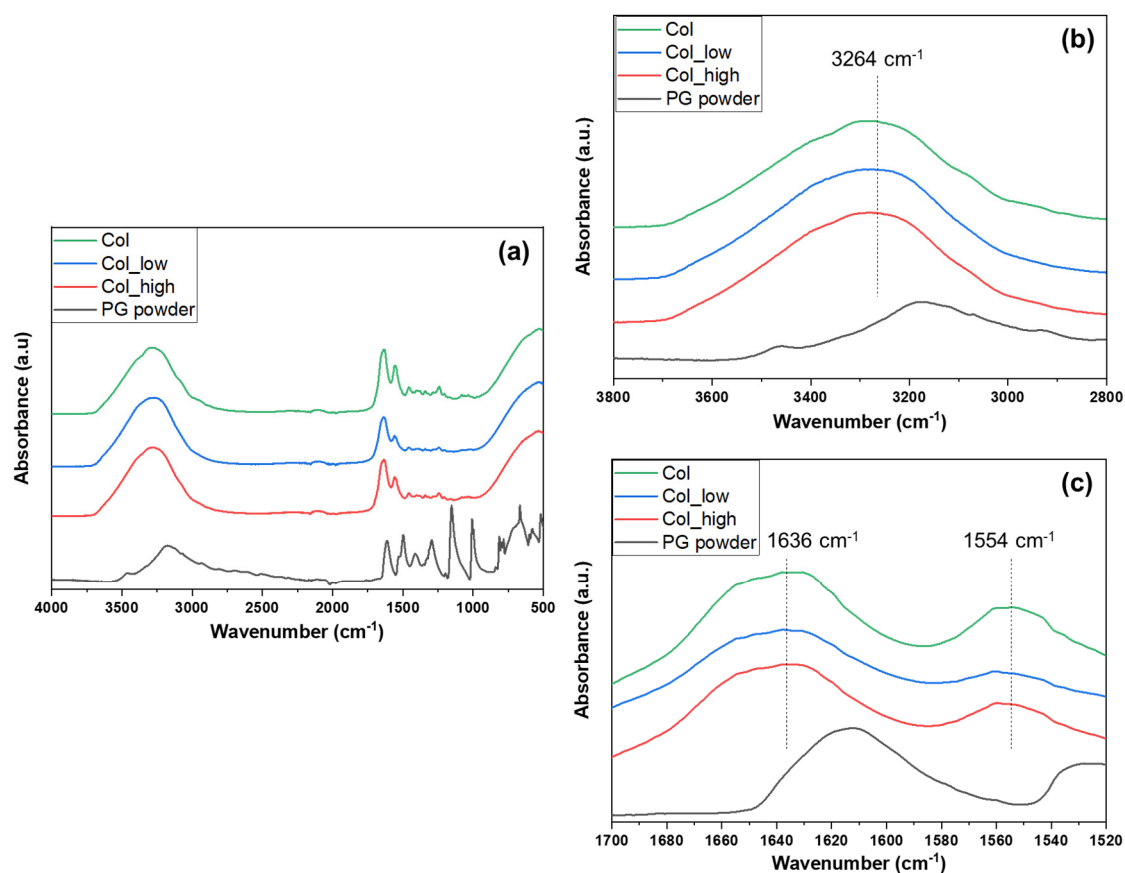 Col
Col_low
Col_high
PG powder
(a)
Absorbance (a.u)
4000 3500 3000 2500 2000 1500 1000 500
Wavenumber (cm-1)
Col
Col_low
Col_high
PG powder
(b)
3264 cm-1
Absorbance (a.u.)
3800 3600 3400 3200 3000 2800
Wavenumber (cm-1)
Col
Col_low
Col_high
PG powder
(c)
1636 cm-1 1554 cm-1
Absorbance (a.u.)
1700 1680 1660 1640 1620 1600 1580 1560 1540 1520
Wavenumber (cm-1)